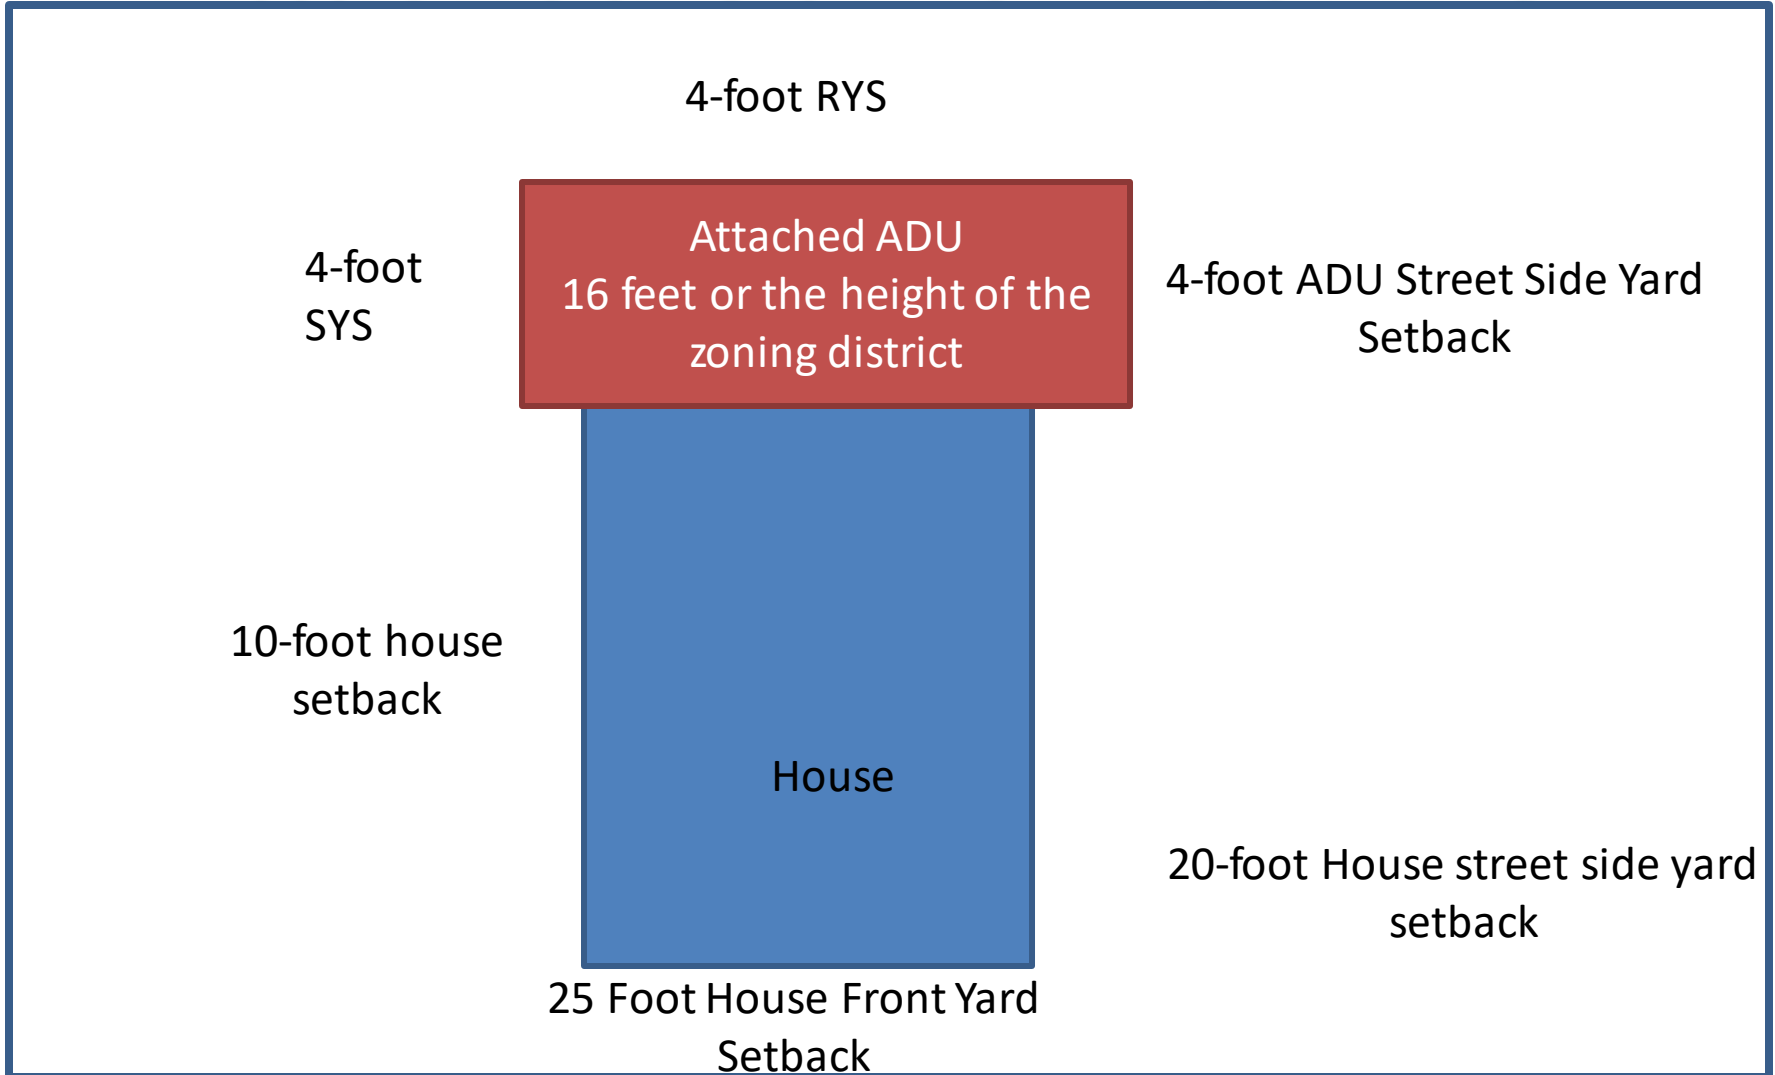 4-foot RYS
Attached ADU
16 feet or the height of the
zoning district
4-foot
SYS
4-foot ADU Street Side Yard
Setback
10-foot house
setback
House
20-foot House street side yard
setback
25 Foot House Front Yard
Setback